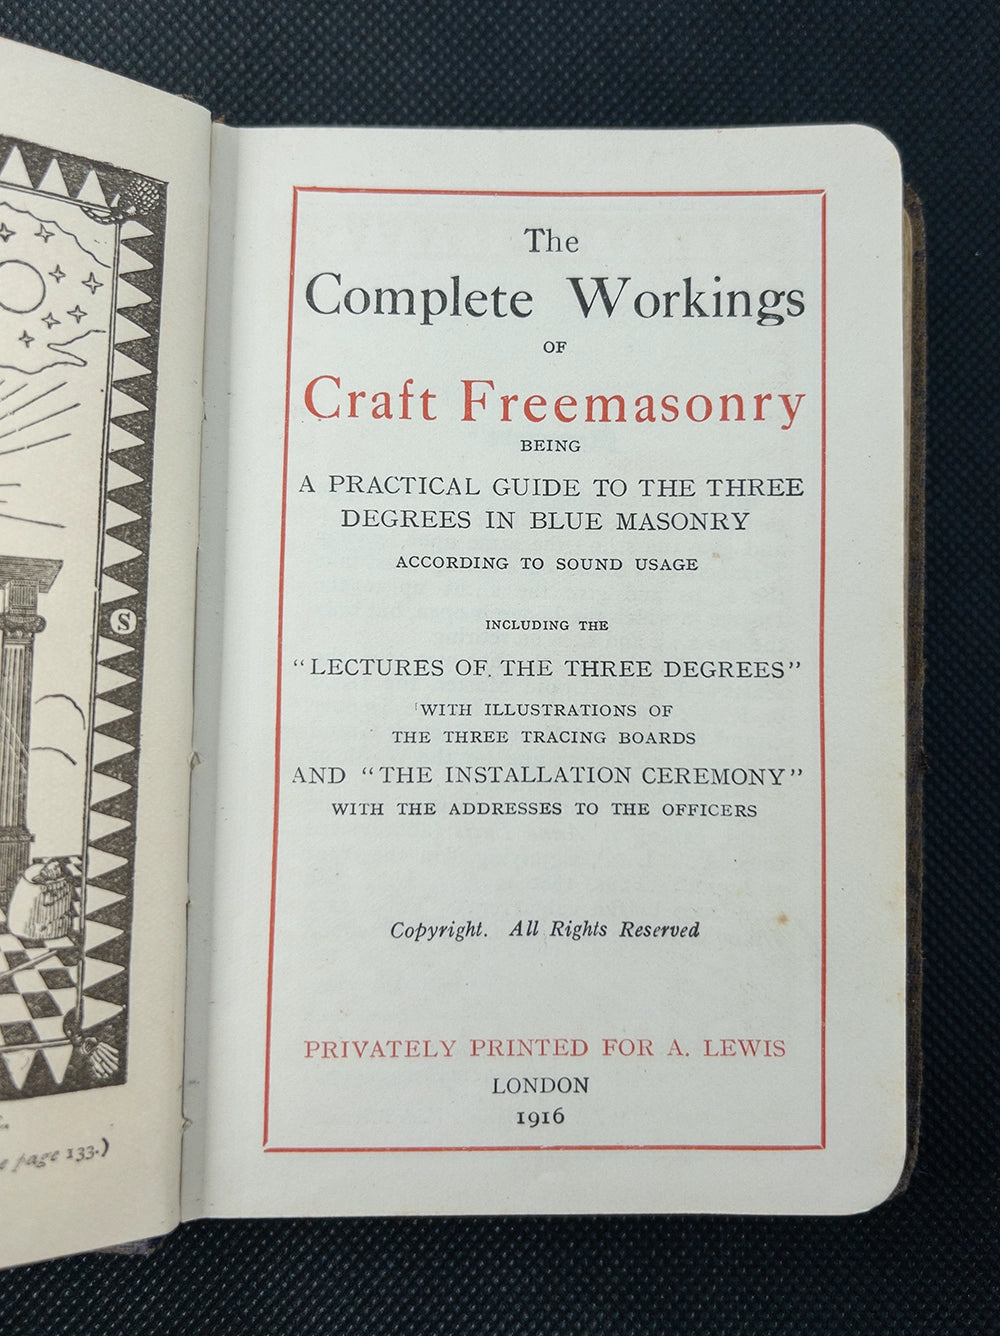 S
page 133.)
The
Complete Workings
OF
Craft Freemasonry
BEING
A PRACTICAL GUIDE TO THE THREE
DEGREES IN BLUE MASONRY
ACCORDING TO SOUND USAGE
INCLUDING THE
"LECTURES OF THE THREE DEGREES"
WITH ILLUSTRATIONS OF
THE THREE TRACING BOARDS
AND "THE INSTALLATION CEREMONY"
WITH THE ADDRESSES TO THE OFFICERS
Copyright. All Rights Reserved
PRIVATELY PRINTED FOR A. LEWIS
LONDON
1916